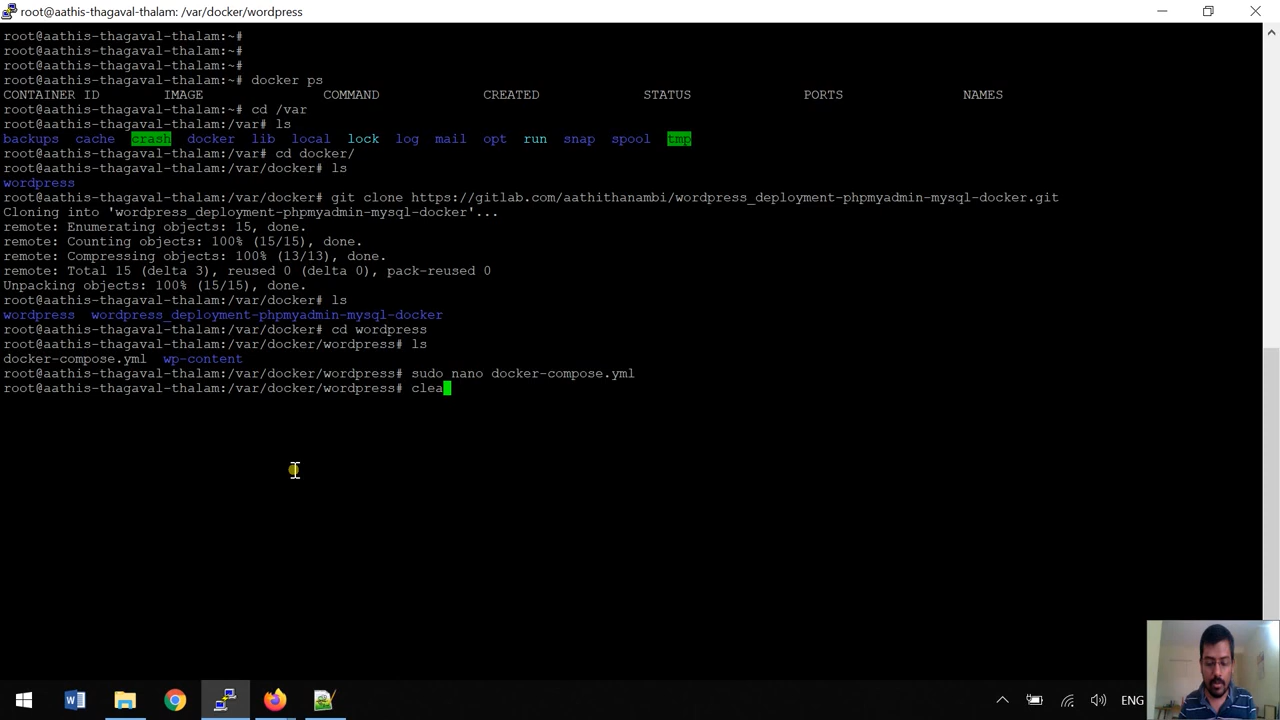 root@aathis-thagaval-thalam: /var/docker/wordpress
root@aathis-thagaval-thalam:~#
root@aathis-thagaval-thalam:~#
root@aathis-thagaval-thalam:~#
root@aathis-thagaval-thalam:~# docker ps
CONTAINER ID IMAGE COMMAND CREATED STATUS PORTS NAMES
root@aathis-thagaval-thalam:~# cd /var
root@aathis-thagaval-thalam:/var# ls
backups cache crash docker lib local lock log mail opt run snap spool tmp
root@aathis-thagaval-thalam:/var# cd docker/
root@aathis-thagaval-thalam:/var/docker# ls
wordpress
root@aathis-thagaval-thalam:/var/docker# git clone https://gitlab.com/aathithanambi/wordpress_deployment-phpmyadmin-mysql-docker.git
Cloning into 'wordpress_deployment-phpmyadmin-mysql-docker'...
remote: Enumerating objects: 15, done.
remote: Counting objects: 100% (15/15), done.
remote: Compressing objects: 100% (13/13), done.
remote: Total 15 (delta 3), reused 0 (delta 0), pack-reused 0
Unpacking objects: 100% (15/15), done.
root@aathis-thagaval-thalam:/var/docker# ls
wordpress wordpress_deployment-phpmyadmin-mysql-docker
root@aathis-thagaval-thalam:/var/docker# cd wordpress
root@aathis-thagaval-thalam:/var/docker/wordpress# ls
docker-compose.yml wp-content
root@aathis-thagaval-thalam:/var/docker/wordpress# sudo nano docker-compose.yml
root@aathis-thagaval-thalam:/var/docker/wordpress# clea
ENG